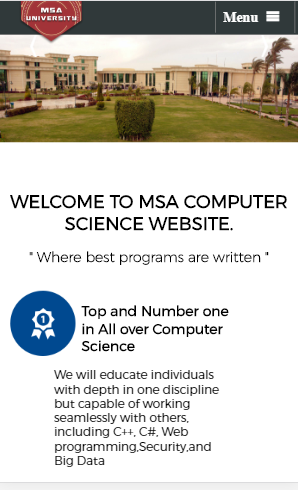 MSA
UNIVERSITY
Menu
WELCOME TO MSA COMPUTER
SCIENCE WEBSITE.
" Where best programs are written "
1
Top and Number one
in All over Computer
Science
We will educate individuals
with depth in one discipline
but capable of working
seamlessly with others,
including C++, C#, Web
programming,Security,and
Big Data